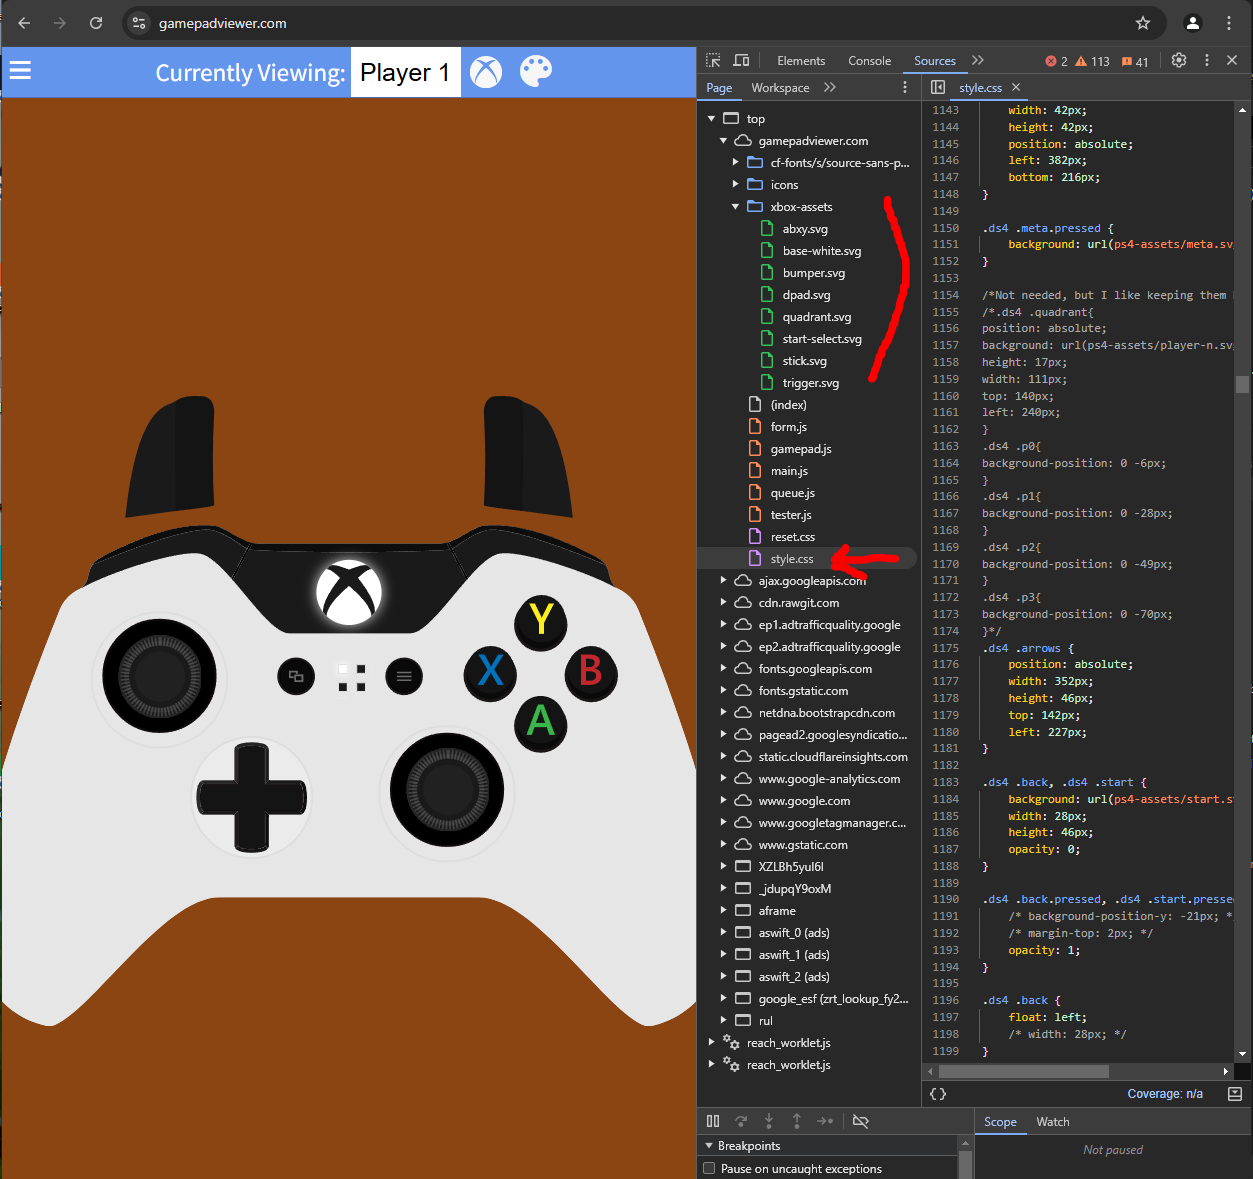 gamepadviewer.com
Currently Viewing: Player 1
Y
X B
A
Elements Console Sources 2 113 41
Page Workspace
style.css
top
gamepadviewer.com
cf-fonts/s/source-sans-p...
icons
xbox-assets
abxy.svg
base-white.svg
bumper.svg
dpad.svg
quadrant.svg
start-select.svg
stick.svg
trigger.svg
(index)
form.js
gamepad.js
main.js
queue.js
tester.js
reset.css
style.css
ajax.googleapis.com
cdn.rawgit.com
ep1.adtrafficquality.google
ep2.adtrafficquality.google
fonts.googleapis.com
fonts.gstatic.com
netdna.bootstrapcdn.com
pagead2.googlesyndicatio...
static.cloudflareinsights.com
www.google-analytics.com
www.google.com
www.googletagmanager.c...
www.gstatic.com
XZLBh5yul6I
_jdupqY9oxM
aframe
aswift_0 (ads)
aswift_1 (ads)
aswift_2 (ads)
google_esf (zrt_lookup_fy2...
rul
reach_worklet.js
reach_worklet.js
1143 width: 42px;
1144 height: 42px;
1145 position: absolute;
1146 left: 382px;
1147 bottom: 216px;
1148 }
1149
1150 .ds4 .meta.pressed {
1151 background: url(ps4-assets/meta.sv
1152 }
1153
1154 /*Not needed, but I like keeping them
1155 /*.ds4 .quadrant{
1156 position: absolute;
1157 background: url(ps4-assets/player-n.sv
1158 height: 17px;
1159 width: 111px;
1160 top: 140px;
1161 left: 240px;
1162 }
1163 .ds4 .p0{
1164 background-position: 0 -6px;
1165 }
1166 .ds4 .p1{
1167 background-position: 0 -28px;
1168 }
1169 .ds4 .p2{
1170 background-position: 0 -49px;
1171 }
1172 .ds4 .p3{
1173 background-position: 0 -70px;
1174 }*/
1175 .ds4 .arrows {
1176 position: absolute;
1177 width: 352px;
1178 height: 46px;
1179 top: 142px;
1180 left: 227px;
1181 }
1182
1183 .ds4 .back, .ds4 .start {
1184 background: url(ps4-assets/start.s
1185 width: 28px;
1186 height: 46px;
1187 opacity: 0;
1188 }
1189
1190 .ds4 .back.pressed, .ds4 .start.presse
1191 /* background-position-y: -21px; *
1192 /* margin-top: 2px; */
1193 opacity: 1;
1194 }
1195
1196 .ds4 .back {
1197 float: left;
1198 /* width: 28px; */
1199 }
{} Coverage: n/a
Scope Watch
Breakpoints
Not paused
Pause on uncaught exceptions